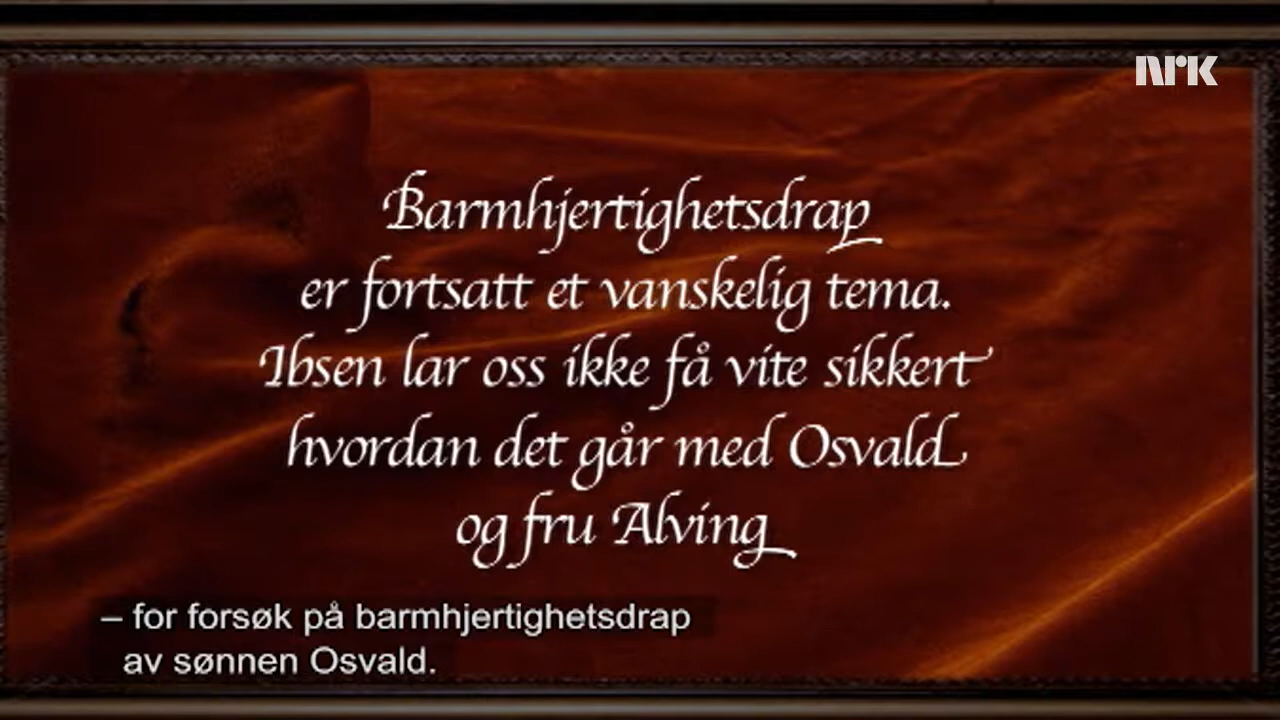 NRK
Barmhjertighetsdrap
er fortsatt et vanskelig tema.
Ibsen lar oss ikke få vite sikkert
hvordan det går med Osvald
og fru Alving
– for forsøk på barmhjertighetsdrap
av sønnen Osvald.